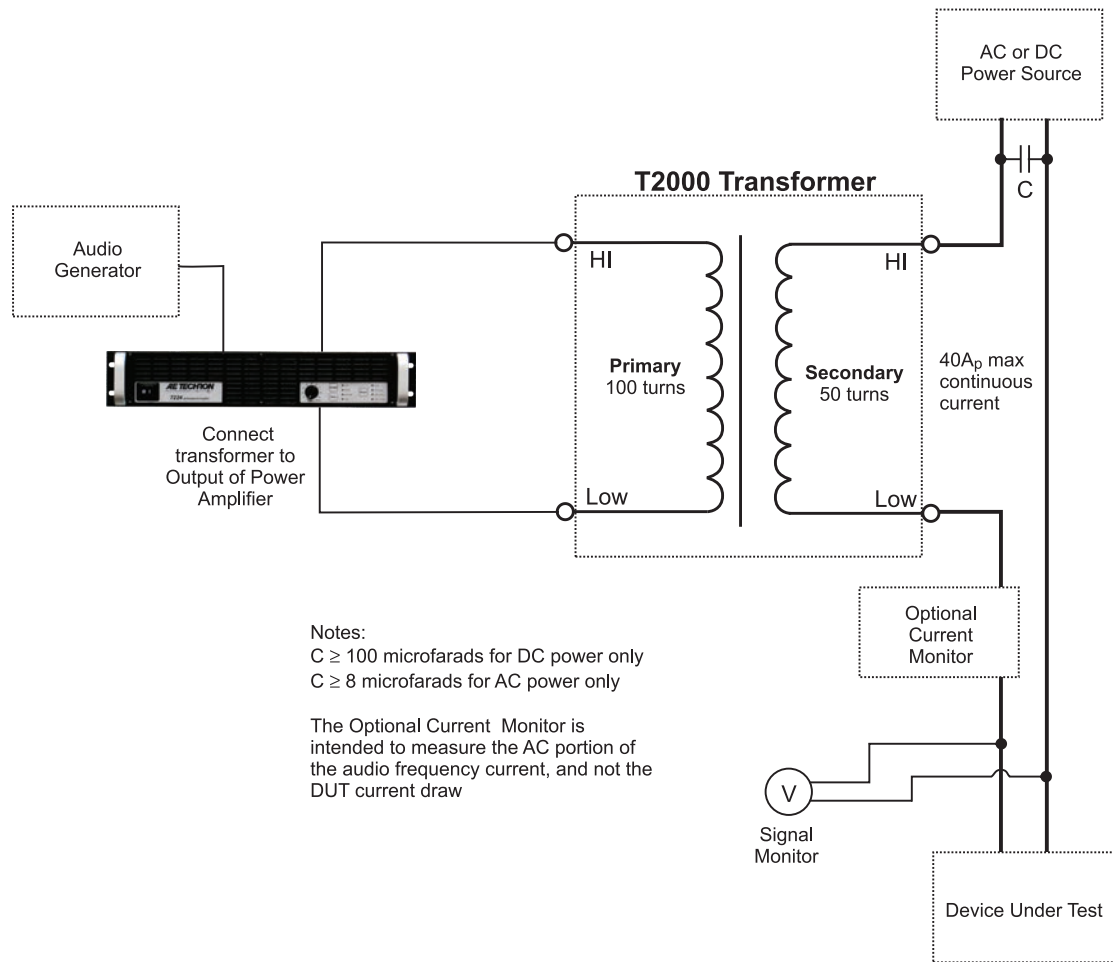 AC or DC
Power Source
C
T2000 Transformer
Audio
Generator
HI
HI
Primary
100 turns
Secondary
50 turns
40Ap max
continuous
current
AE TECHRON
7224
Connect
transformer to
Output of Power
Amplifier
Low
Low
Optional
Current
Monitor
Notes:
C ≥ 100 microfarads for DC power only
C ≥ 8 microfarads for AC power only
The Optional Current Monitor is
intended to measure the AC portion of
the audio frequency current, and not the
DUT current draw
V
Signal
Monitor
Device Under Test